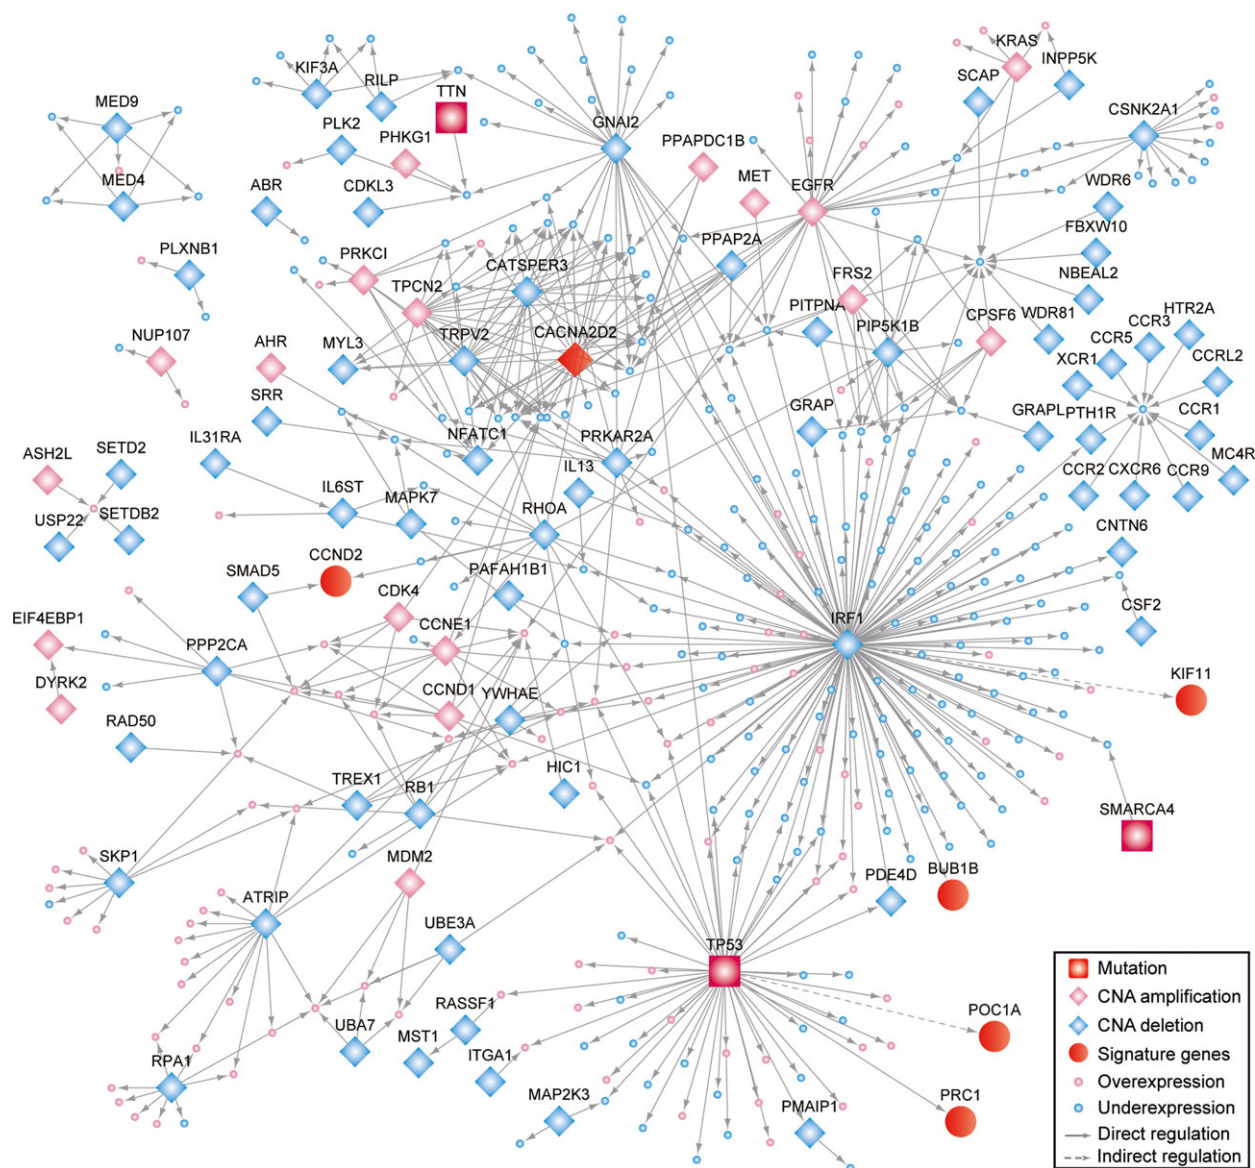 KRAS
KIF3A
RILP
INPP5K
SCAP
TTN
MED9
CSNK2A1
GNAI2
PLK2
PHKG1
PPAPDC1B
MED4
EGFR
MET
ABR
CDKL3
WDR6
FBXW10
PLXNB1
PRKCI
CATSPER3
PPAP2A
NBEAL2
TPCN2
FRS2
PITPNA
HTR2A
CACNA2D2
PIP5K1B
CPSF6
WDR81
CCR3
NUP107
AHR
MYL3
TRPV2
CCR5
CCRL2
XCR1
SRR
GRAP
GRAPL
PTH1R
CCR1
IL31RA
NFATC1
PRKAR2A
MC4R
ASH2L
SETD2
IL13
CCR2
CXCR6
CCR9
IL6ST
MAPK7
USP22
SETDB2
RHOA
CNTN6
CCND2
SMAD5
PAFAH1B1
CDK4
CSF2
EIF4EBP1
CCNE1
IRF1
PPP2CA
KIF11
DYRK2
CCND1
YWHAE
RAD50
HIC1
TREX1
RB1
SMARCA4
SKP1
MDM2
PDE4D
BUB1B
ATRIP
UBE3A
TP53
RASSF1
POC1A
UBA7
MST1
ITGA1
RPA1
MAP2K3
PMAIP1
PRC1
Mutation
CNA amplification
CNA deletion
Signature genes
Overexpression
Underexpression
Direct regulation
Indirect regulation